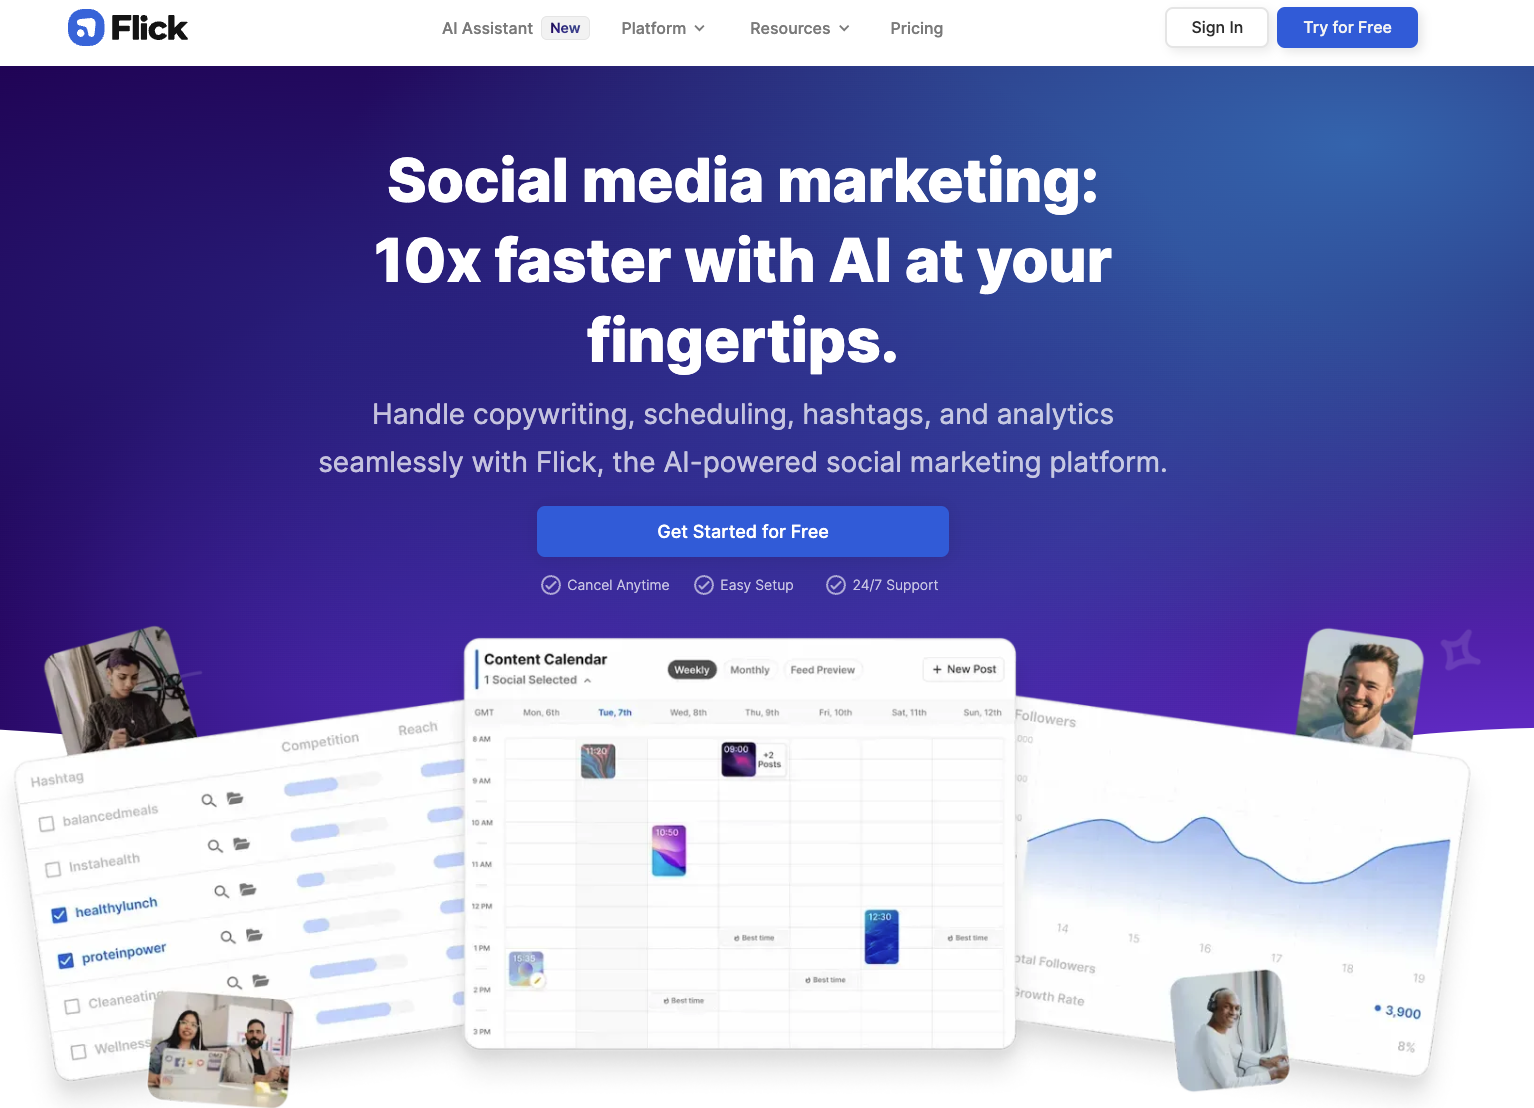 Flick
AI Assistant New Platform Resources Pricing
Sign In Try for Free
Social media marketing:
10x faster with AI at your
fingertips.
Handle copywriting, scheduling, hashtags, and analytics
seamlessly with Flick, the AI-powered social marketing platform.
Get Started for Free
Cancel Anytime Easy Setup 24/7 Support
Hashtag Competition Reach
balancedmeals
Instahealth
healthylunch
proteinpower
Cleaneating
Wellness
Content Calendar
1 Social Selected
Weekly Monthly Feed Preview
+ New Post
GMT Mon, 6th Tue, 7th Wed, 8th Thu, 9th Fri, 10th Sat, 11th Sun, 12th
8 AM
11:20
09:00
+2
Posts
9 AM
10 AM
10:50
11 AM
12 PM
12:30
Best time
Best time
1 PM
15:35
Best time
2 PM
Best time
3 PM
Followers
14 15 16 17 18 19
otal Followers
3,900
Growth Rate
8%